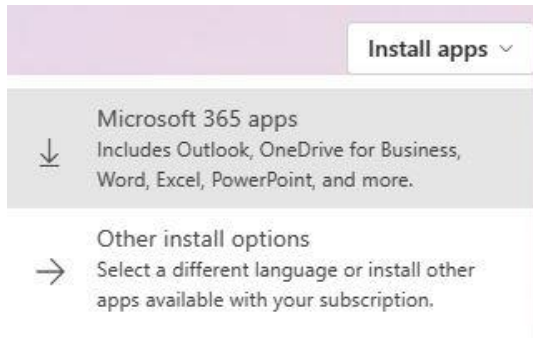 Install apps
Microsoft 365 apps
Includes Outlook, OneDrive for Business,
Word, Excel, PowerPoint, and more.
Other install options
Select a different language or install other
apps available with your subscription.